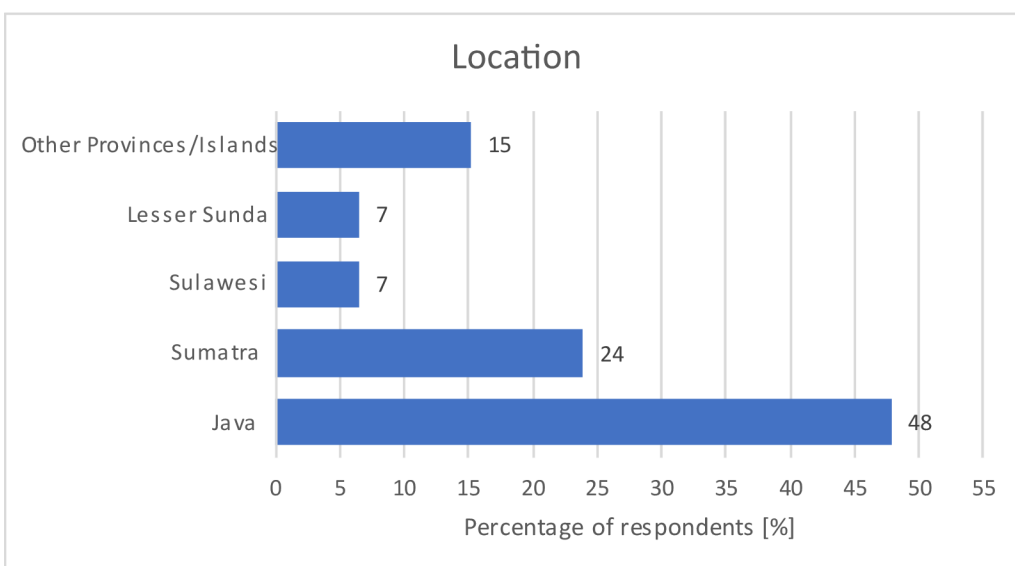 Location
Other Provinces/Islands 15
Lesser Sunda 7
Sulawesi 7
Sumatra 24
Java 48
0 5 10 15 20 25 30 35 40 45 50 55
Percentage of respondents [%]